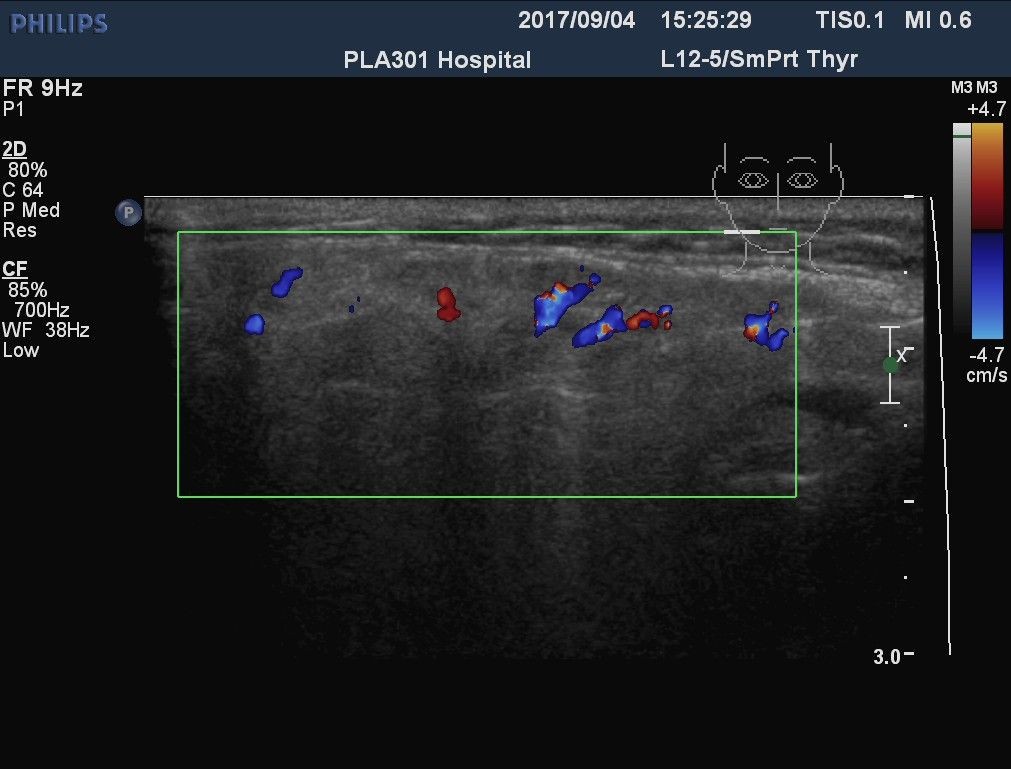 PHILIPS
2017/09/04 15:25:29 TIS0.1 MI 0.6
PLA301 Hospital L12-5/SmPrt Thyr
FR 9Hz
P1
2D
80%
C 64
P Med
Res
CF
85%
700Hz
WF 38Hz
Low
P
M3 M3
+4.7
-4.7
cm/s
X
3.0